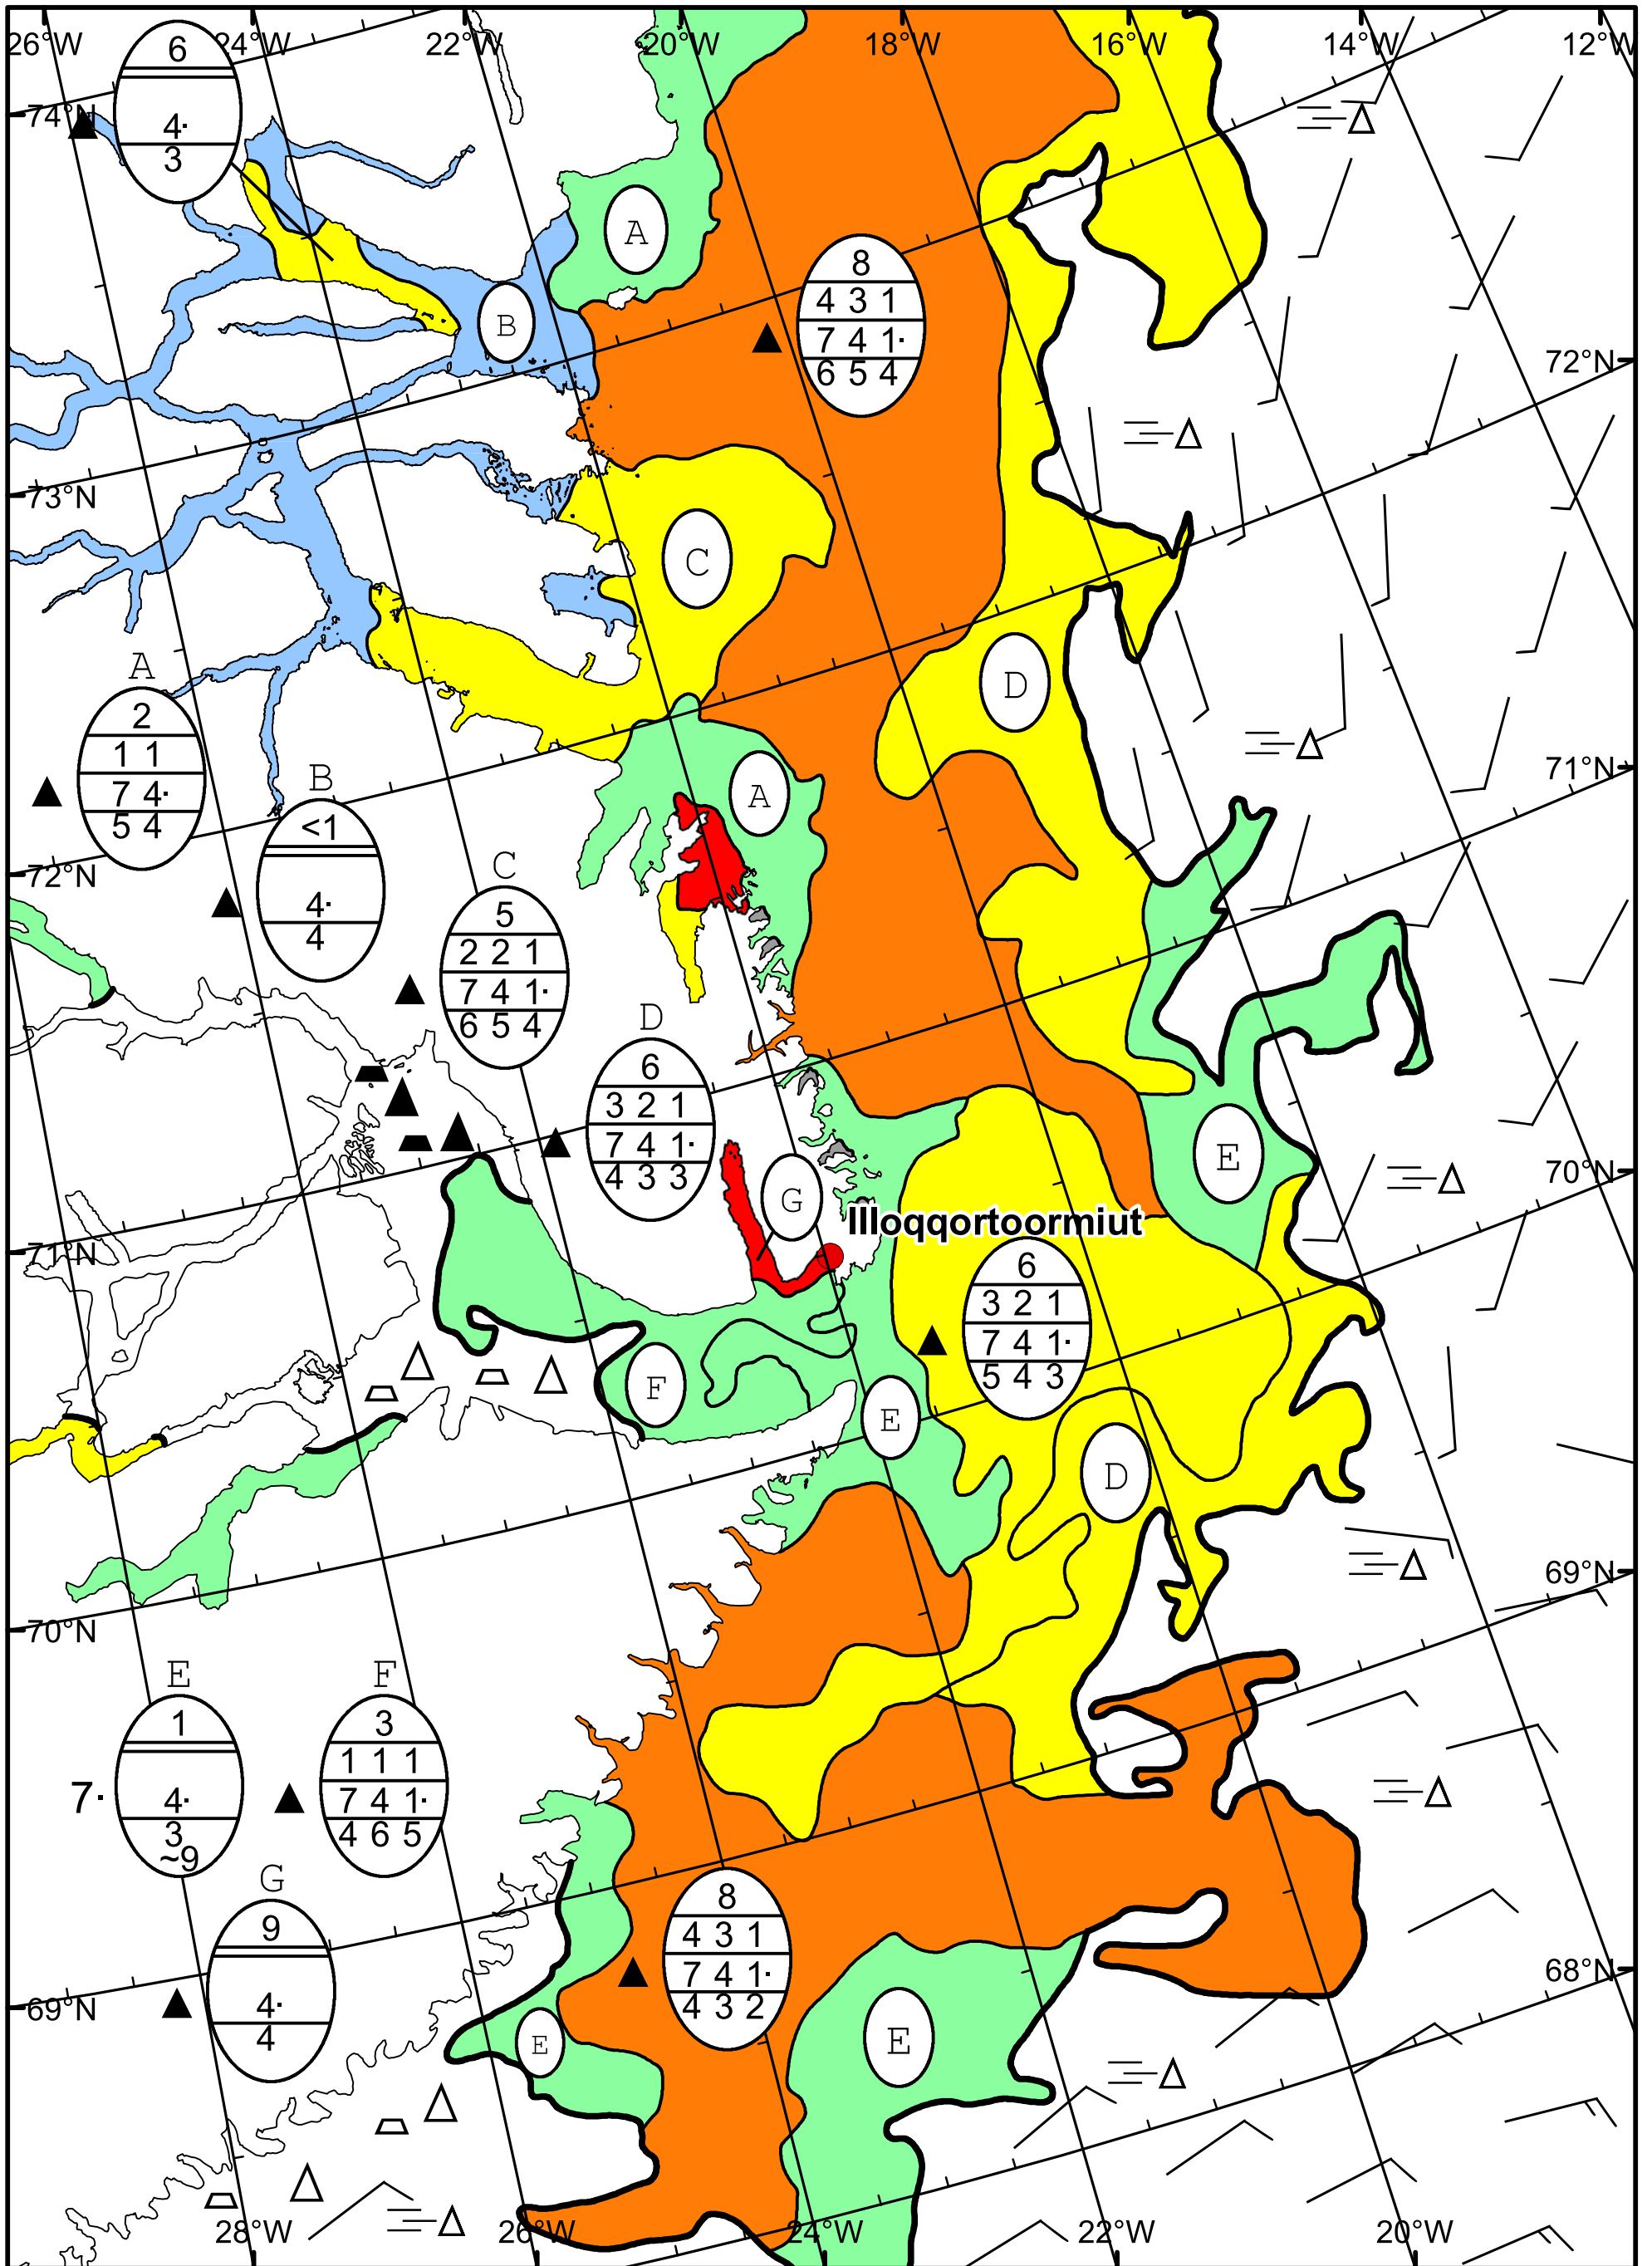 26°W 24°W 22°W 20°W 18°W 16°W 14°W 12°W
6
4·
3
74°N
A
B
8
4 3 1
7 4 1·
6 5 4
72°N
73°N
C
D
A
2
1 1
7 4·
5 4
71°N
A
B
<1
4·
4
72°N
C
5
2 2 1
7 4 1·
6 5 4
D
6
3 2 1
7 4 1·
4 3 3
E
70°N
G
Illoqqortoormiut
71°N
6
3 2 1
7 4 1·
5 4 3
F
E
D
69°N
70°N
E
1
7·
4·
3
~9
F
3
1 1 1
7 4 1·
4 6 5
G
9
4·
4
8
4 3 1
7 4 1·
4 3 2
68°N
69°N
E
E
28°W 26°W 24°W 22°W 20°W